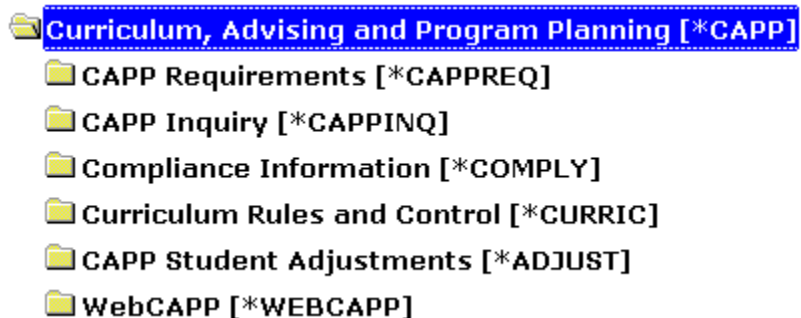 Curriculum, Advising and Program Planning [*CAPP]
CAPP Requirements [*CAPPREQ]
CAPP Inquiry [*CAPPINQ]
Compliance Information [*COMPLY]
Curriculum Rules and Control [*CURRIC]
CAPP Student Adjustments [*ADJUST]
WebCAPP [*WEBCAPP]